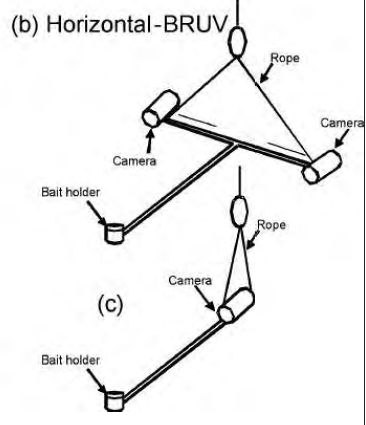 (b) Horizontal-BRUV
Rope
Camera
Camera
Bait holder
Rope
Camera
(c)
Bait holder